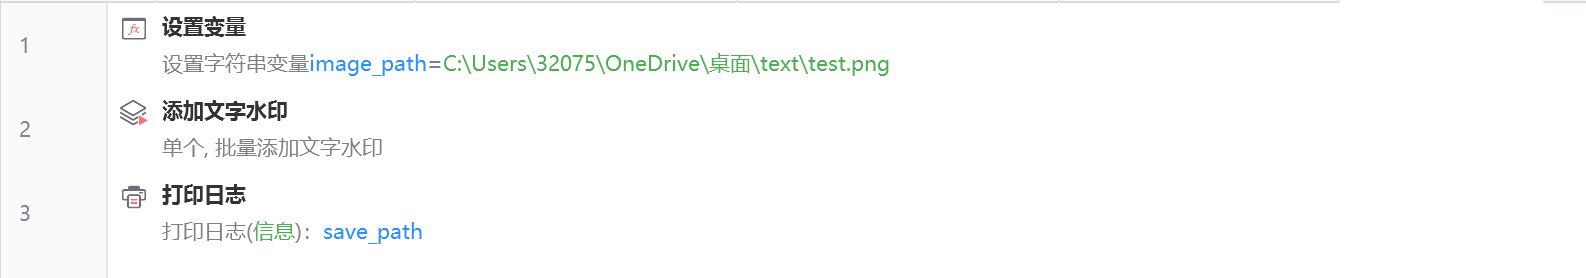 1
设置变量
设置字符串变量image_path=C:\Users\32075\OneDrive\桌面\text\test.png
2
添加文字水印
单个, 批量添加文字水印
3
打印日志
打印日志(信息)：save_path